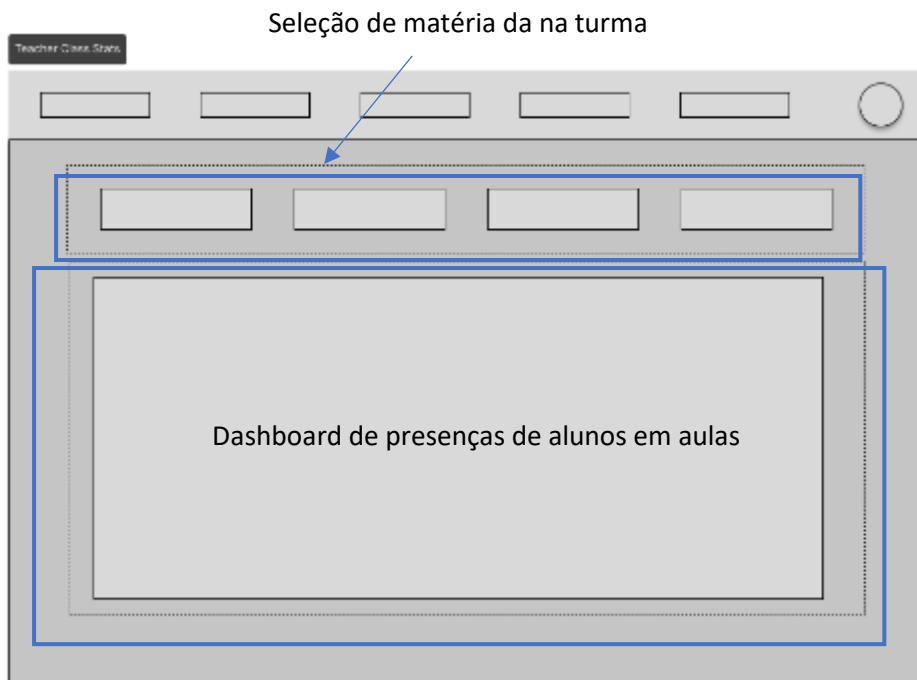 Seleção de matéria da na turma
Teacher Class Stats
Dashboard de presenças de alunos em aulas